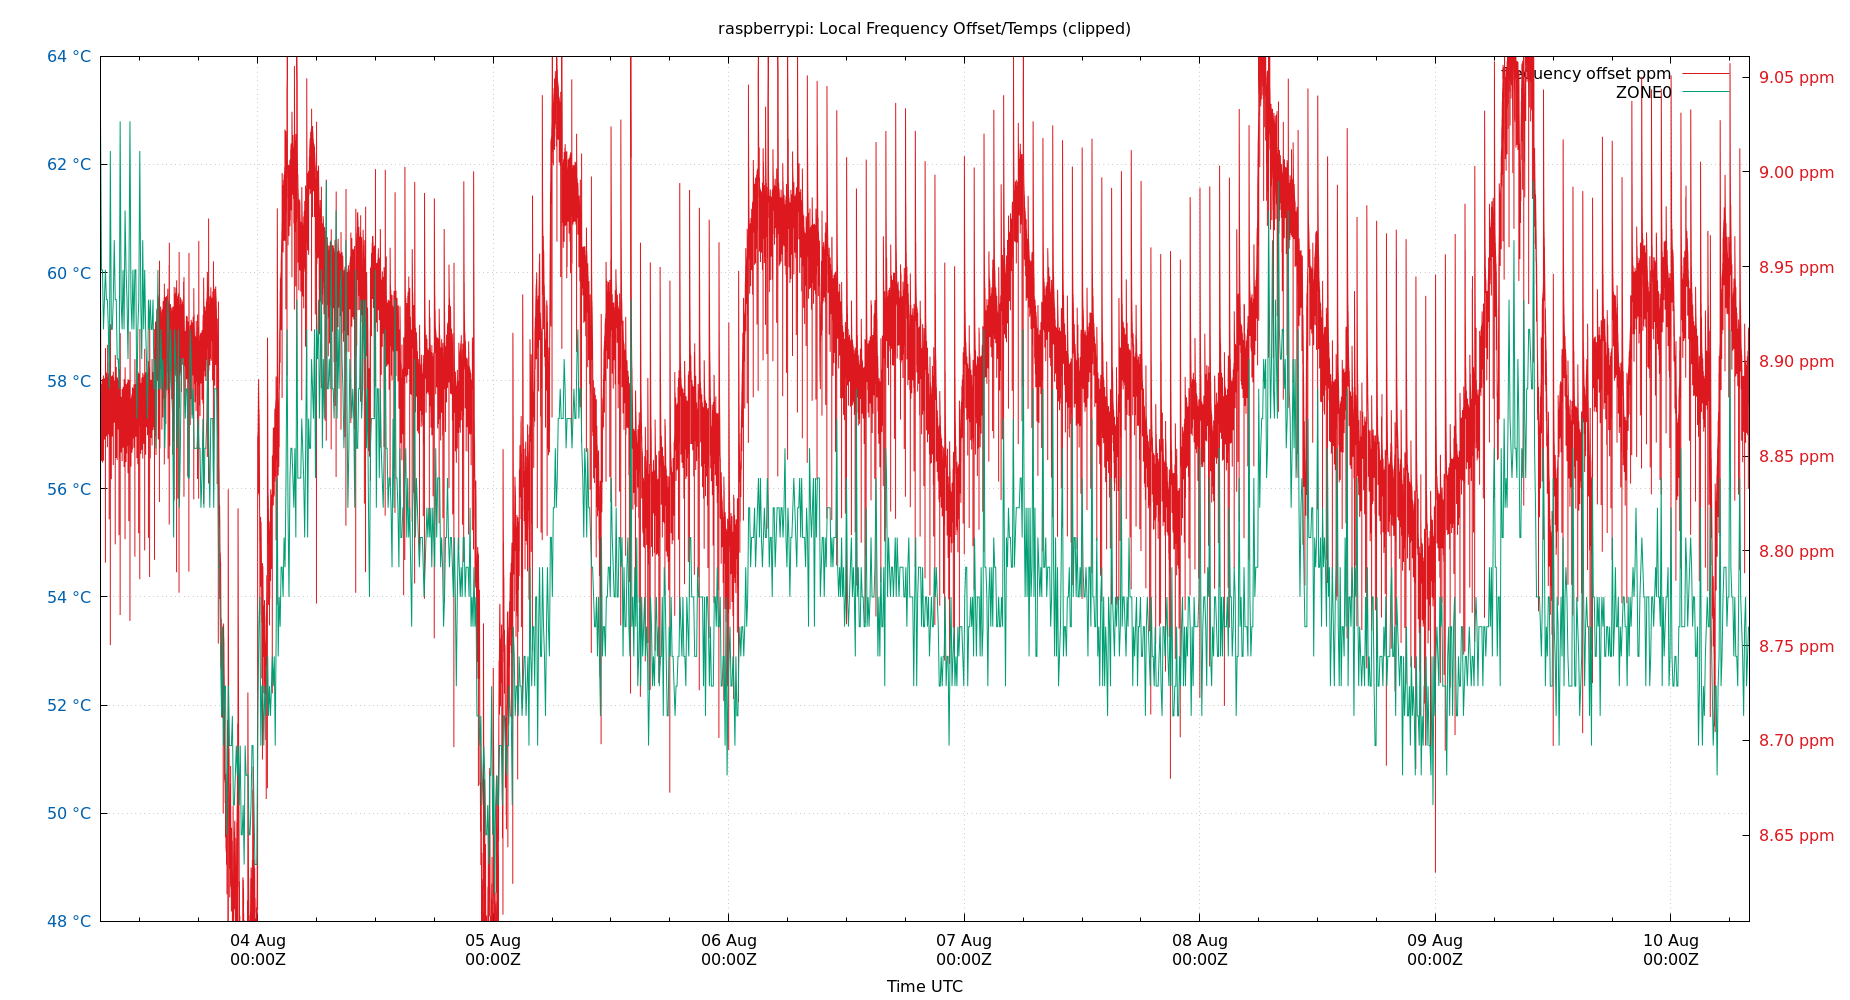 raspberrypi: Local Frequency Offset/Temps (clipped)
64 °C
62 °C
60 °C
58 °C
56 °C
54 °C
52 °C
50 °C
48 °C
frequency offset ppm
ZONE0
9.05 ppm
9.00 ppm
8.95 ppm
8.90 ppm
8.85 ppm
8.80 ppm
8.75 ppm
8.70 ppm
8.65 ppm
04 Aug 05 Aug 06 Aug 07 Aug 08 Aug 09 Aug 10 Aug
00:00Z 00:00Z 00:00Z 00:00Z 00:00Z 00:00Z 00:00Z
Time UTC